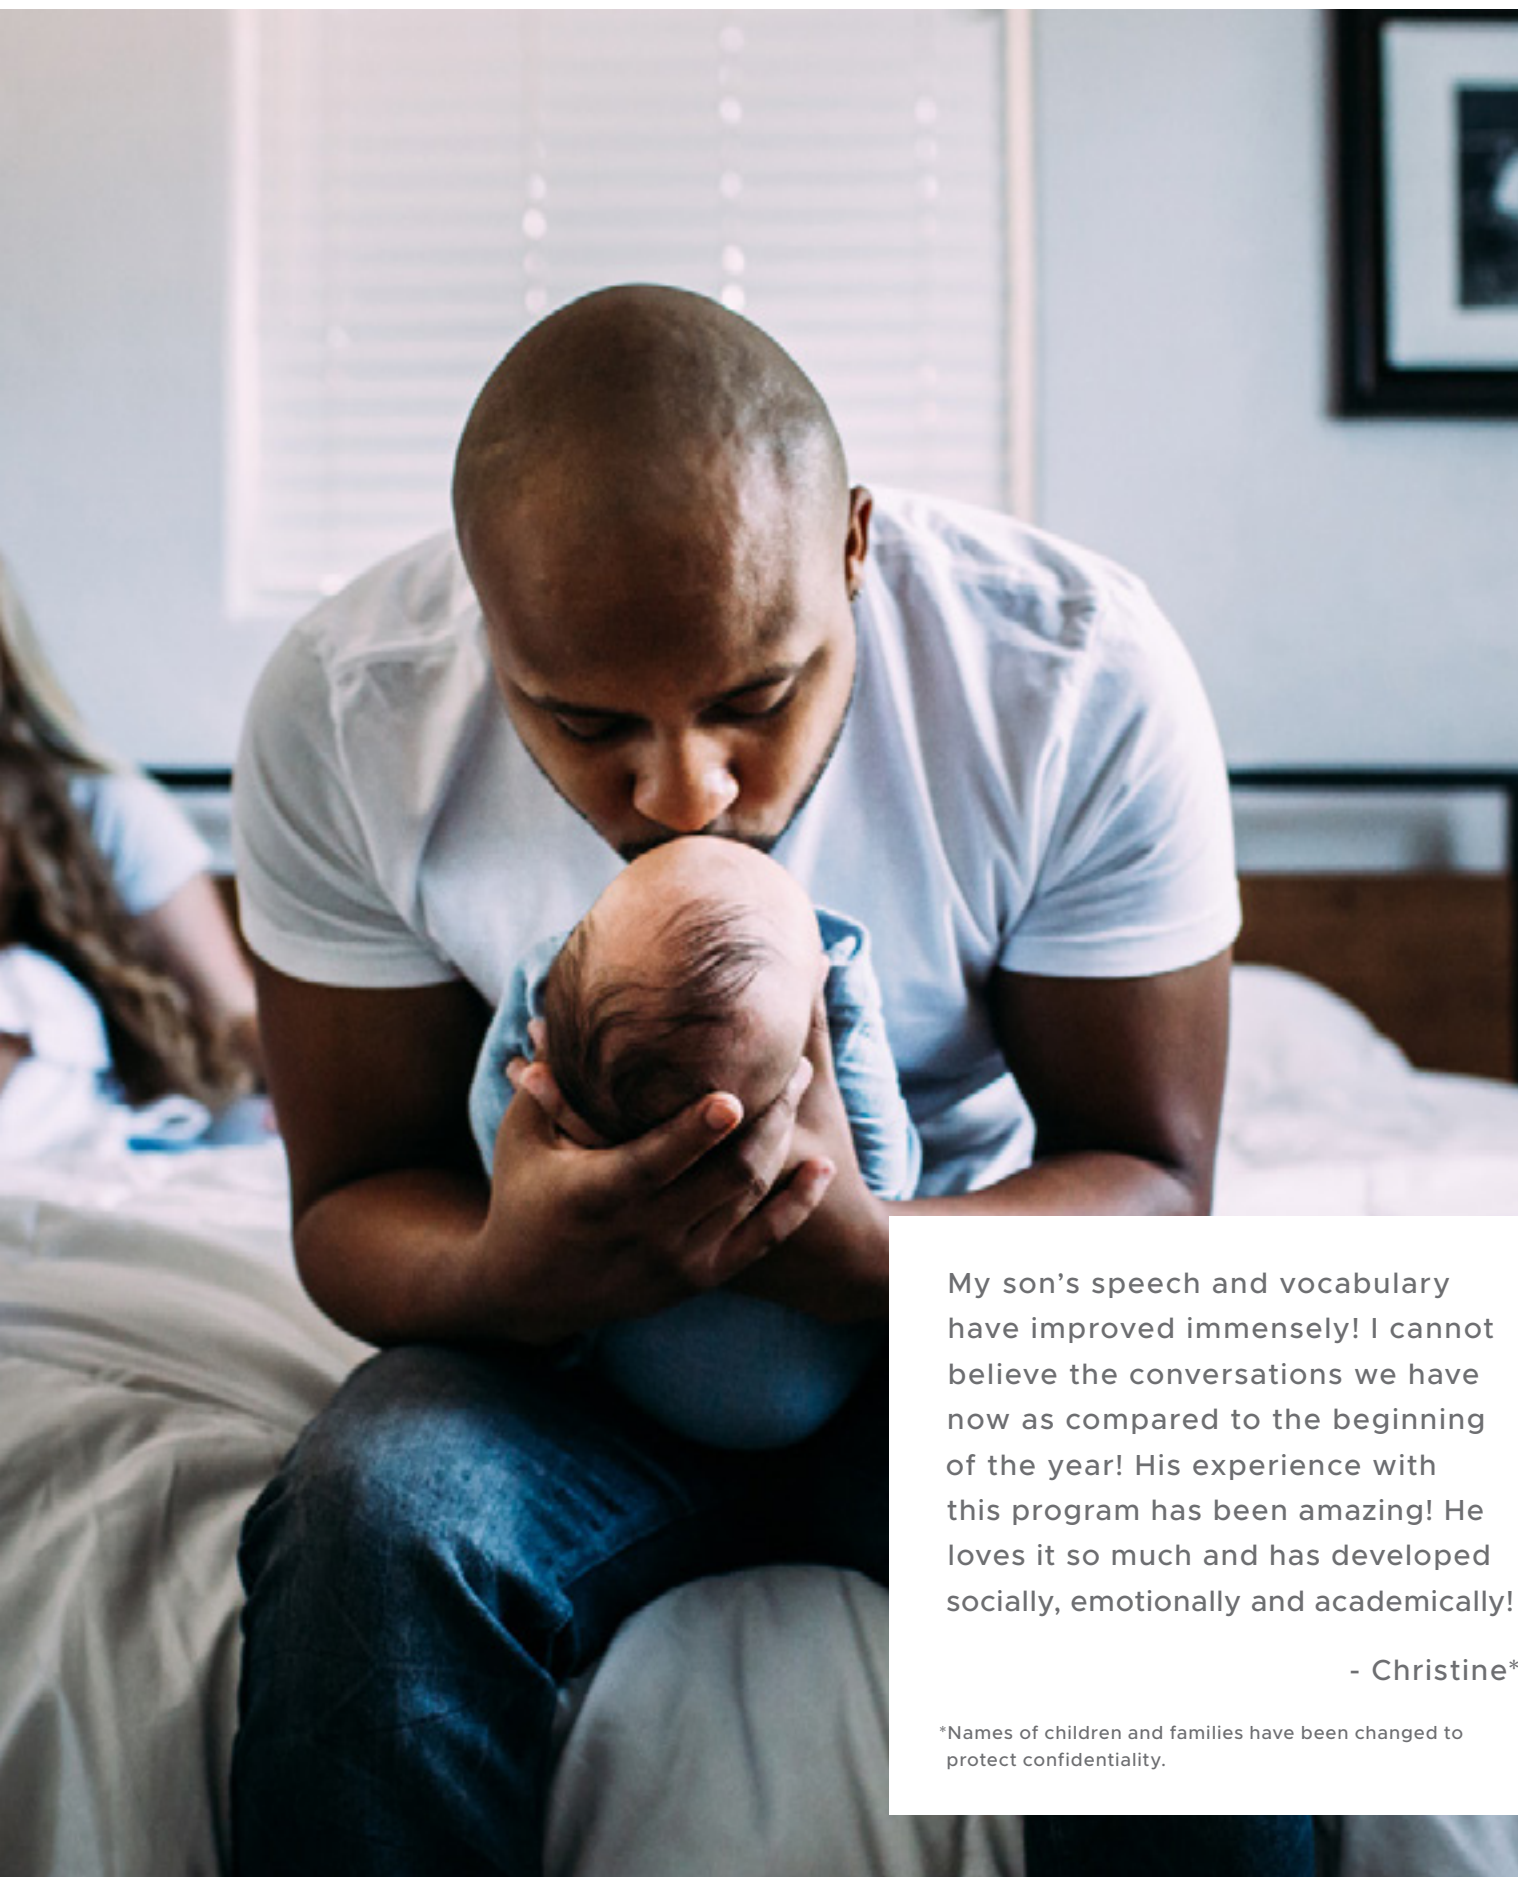 My son’s speech and vocabulary
have improved immensely! I cannot
believe the conversations we have
now as compared to the beginning
of the year! His experience with
this program has been amazing! He
loves it so much and has developed
socially, emotionally and academically!
- Christine*
*Names of children and families have been changed to
protect confidentiality.